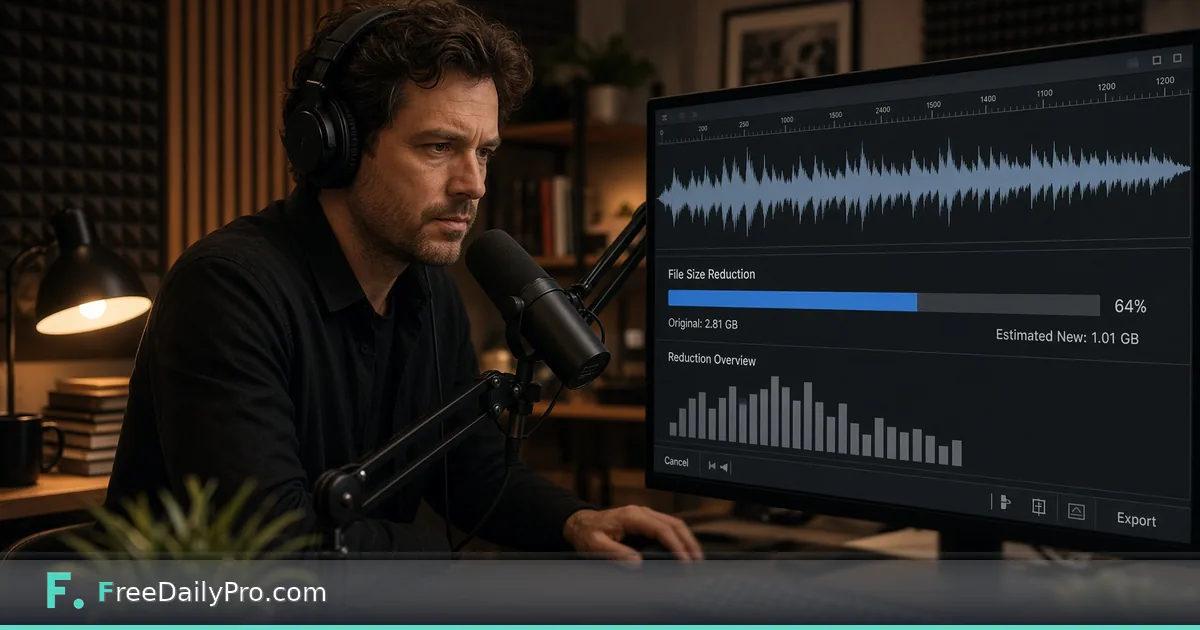 0 200 250 1000 1500 2400 1500 1400 1100 1200 1200
File Size Reduction
64%
Original: 2.81 GB
Estimated New: 1.01 GB
Reduction Overview
Cancel
Export
F. FreeDailyPro.com